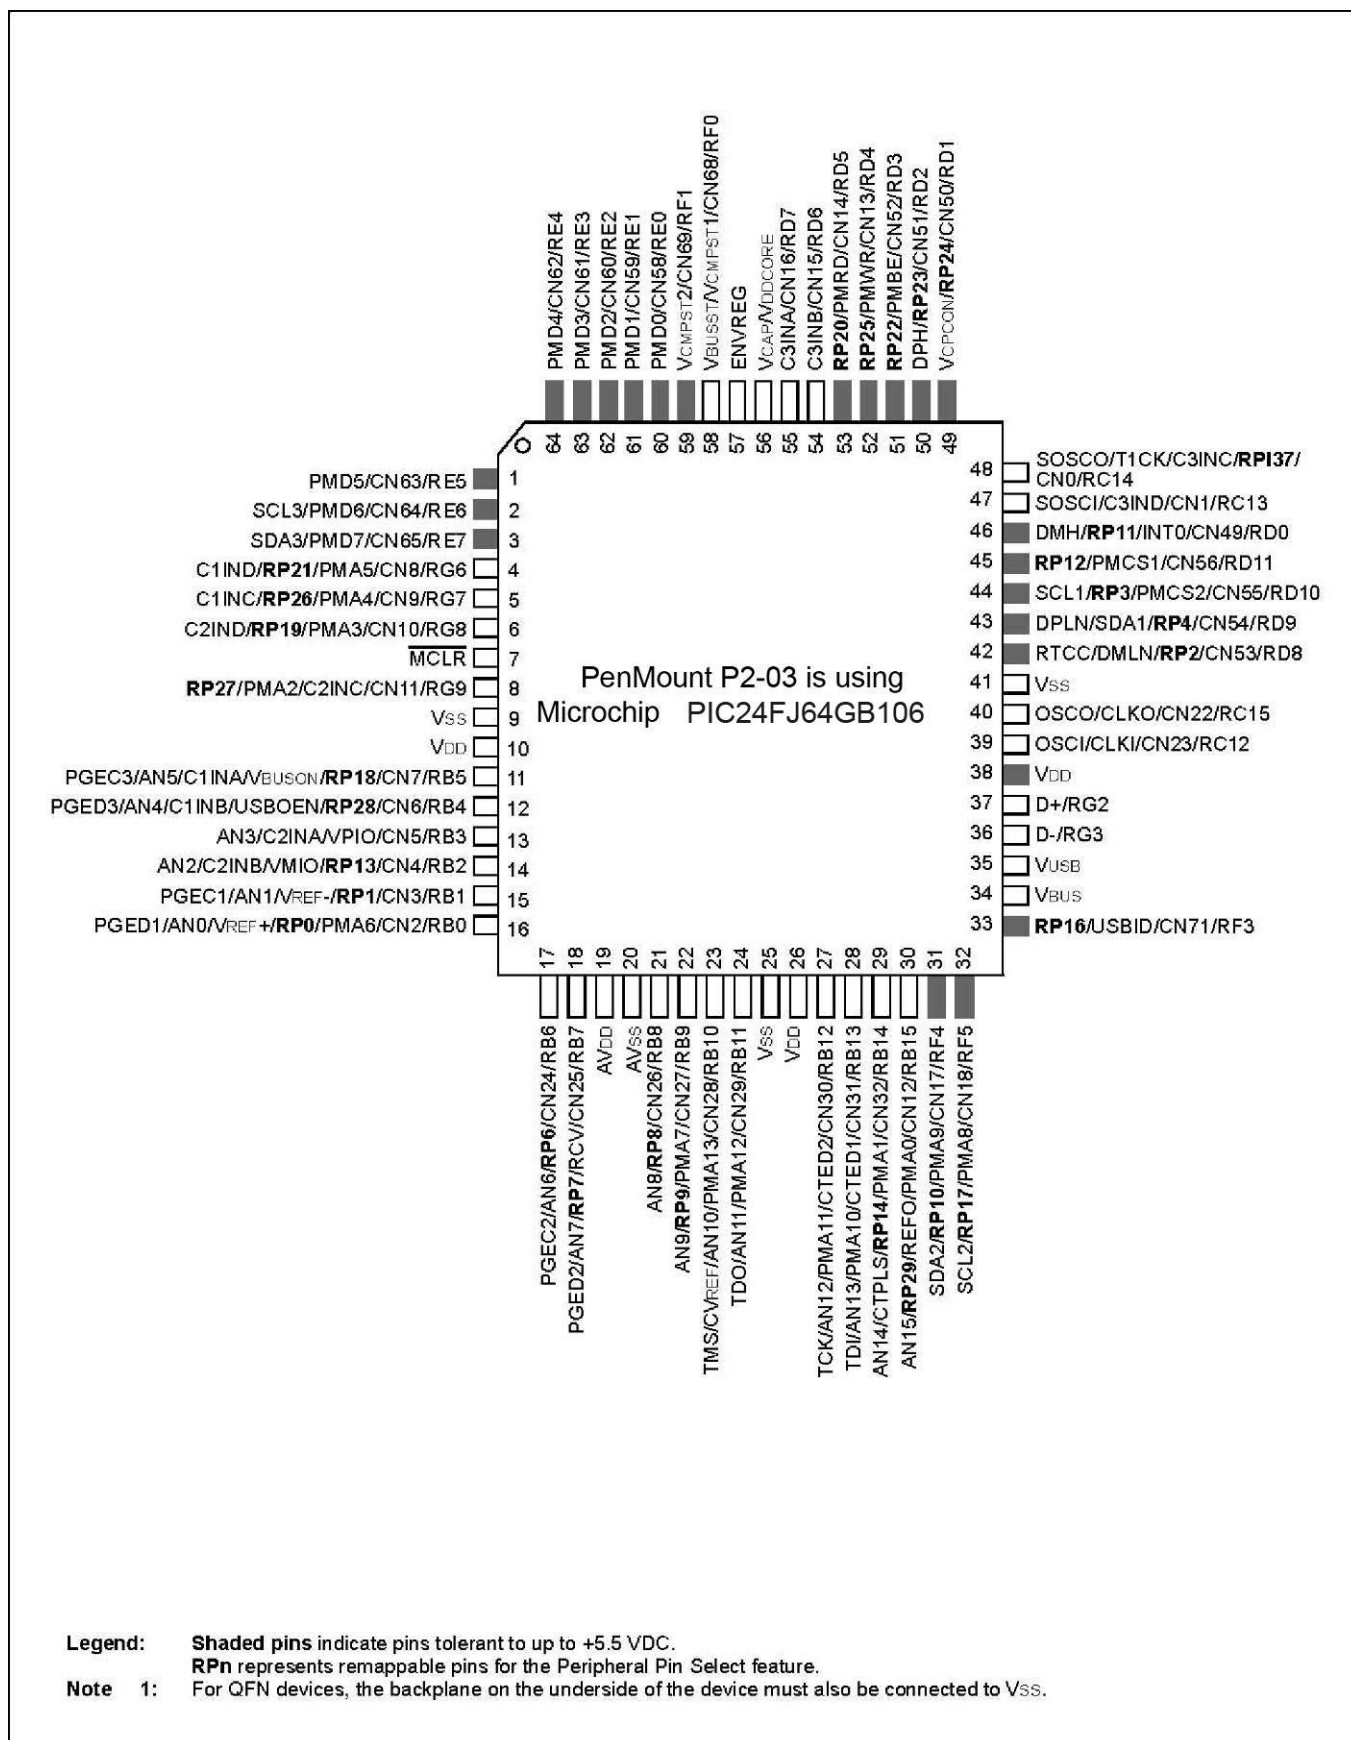 PMD4/CN62/RE4
PMD3/CN61/RE3
PMD2/CN60/RE2
PMD1/CN59/RE1
PMD0/CN58/RE0
VCMPST2/CN69/RF1
VBUSST/VCMPST1/CN68/RF0
ENVREG
VCAP/VDDCORE
C3INA/CN16/RD7
C3INB/CN15/RD6
RP20/PMRD/CN14/RD5
RP25/PMWR/CN13/RD4
RP22/PMBE/CN52/RD3
DPH/RP23/CN51/RD2
VCPCON/RP24/CN50/RD1
64 63 62 61 60 59 58 57 56 55 54 53 52 51 50 49
PMD5/CN63/RE5 1
SCL3/PMD6/CN64/RE6 2
SDA3/PMD7/CN65/RE7 3
C1IND/RP21/PMA5/CN8/RG6 4
C1INC/RP26/PMA4/CN9/RG7 5
C2IND/RP19/PMA3/CN10/RG8 6
MCLR 7
RP27/PMA2/C2INC/CN11/RG9 8
VSS 9
VDD 10
PGEC3/AN5/C1INA/VBUSON/RP18/CN7/RB5 11
PGED3/AN4/C1INB/USBOEN/RP28/CN6/RB4 12
AN3/C2INA/VPIO/CN5/RB3 13
AN2/C2INB/VMIO/RP13/CN4/RB2 14
PGEC1/AN1/VREF-/RP1/CN3/RB1 15
PGED1/AN0/VREF+/RP0/PMA6/CN2/RB0 16
PenMount P2-03 is using
Microchip PIC24FJ64GB106
48 SOSCO/T1CK/C3INC/RPI37/
CN0/RC14
47 SOSCI/C3IND/CN1/RC13
46 DMH/RP11/INT0/CN49/RD0
45 RP12/PMCS1/CN56/RD11
44 SCL1/RP3/PMCS2/CN55/RD10
43 DPLN/SDA1/RP4/CN54/RD9
42 RTCC/DMLN/RP2/CN53/RD8
41 VSS
40 OSCO/CLKO/CN22/RC15
39 OSCI/CLKI/CN23/RC12
38 VDD
37 D+/RG2
36 D-/RG3
35 VUSB
34 VBUS
33 RP16/USBID/CN71/RF3
17 18 19 20 21 22 23 24 25 26 27 28 29 30 31 32
PGEC2/AN6/RP6/CN24/RB6
PGED2/AN7/RP7/RCV/CN25/RB7
AVDD
AVSS
AN8/RP8/CN26/RB8
AN9/RP9/PMA7/CN27/RB9
TMS/CVREF/AN10/PMA13/CN28/RB10
TDO/AN11/PMA12/CN29/RB11
VSS
VDD
TCK/AN12/PMA11/CTED2/CN30/RB12
TDI/AN13/PMA10/CTED1/CN31/RB13
AN14/CTPLS/RP14/PMA1/CN32/RB14
AN15/RP29/REFO/PMA0/CN12/RB15
SDA2/RP10/PMA9/CN17/RF4
SCL2/RP17/PMA8/CN18/RF5
Legend: Shaded pins indicate pins tolerant to up to +5.5 VDC.
RPn represents remappable pins for the Peripheral Pin Select feature.
Note 1: For QFN devices, the backplane on the underside of the device must also be connected to VSS.